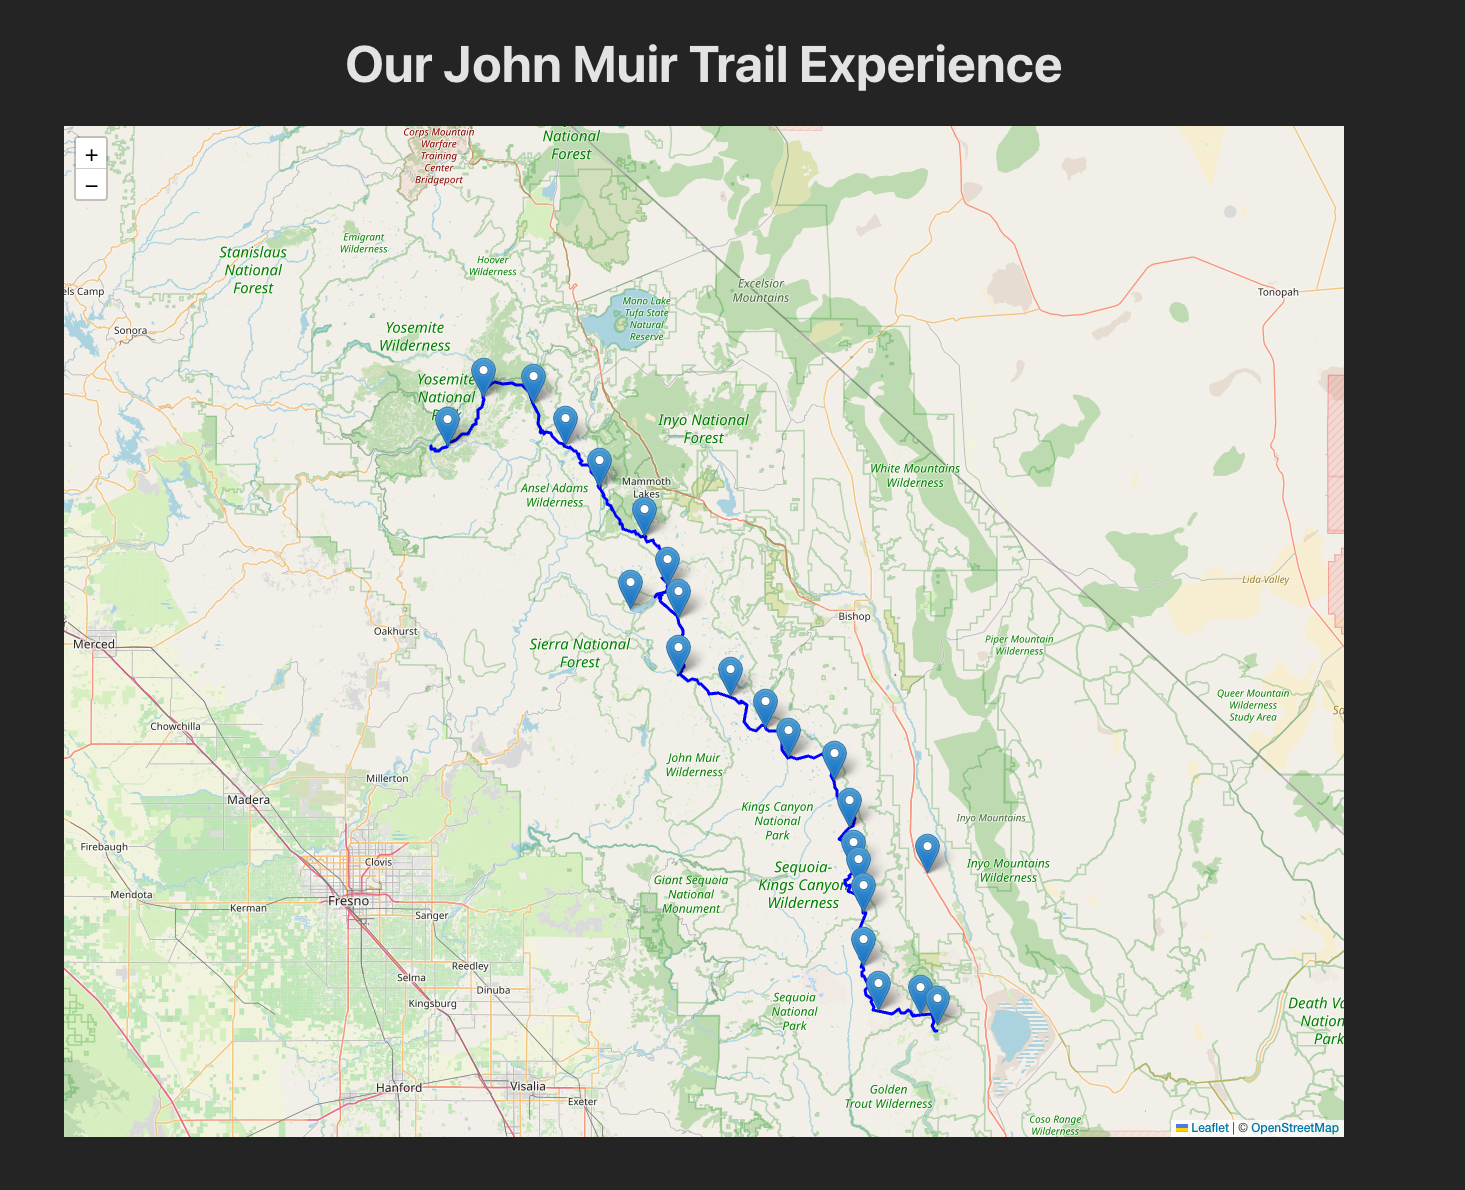 Our John Muir Trail Experience
+
−
Corps Mountain
Warfare
Training
Center
Bridgeport
National
Forest
Emigrant
Wilderness
Stanislaus
National
Forest
Hoover
Wilderness
Excelsior
Mountains
els Camp
Tonopah
Mono Lake
Tufa State
Natural
Reserve
Sonora
Yosemite
Wilderness
Yosemite
National
Inyo National
Forest
White Mountains
Wilderness
Mammoth
Lakes
Ansel Adams
Wilderness
Lida-Valley
Bishop
Oakhurst
Merced
Sierra National
Forest
Piper Mountain
Wilderness
Queer Mountain
Wilderness
Study Area
Chowchilla
John Muir
Wilderness
Millerton
Madera
Kings Canyon
National
Park
Inyo Mountains
Firebaugh
Clovis
Sequoia-
Kings Canyon
Wilderness
Inyo Mountains
Wilderness
Giant Sequoia
National
Monument
Mendota
Kerman
Fresno
Sanger
Reedley
Selma
Dinuba
Kingsburg
Sequoia
National
Park
Death Va
Nation
Park
Hanford
Visalia
Exeter
Golden
Trout Wilderness
Coso Range
Wilderness
Leaflet | © OpenStreetMap